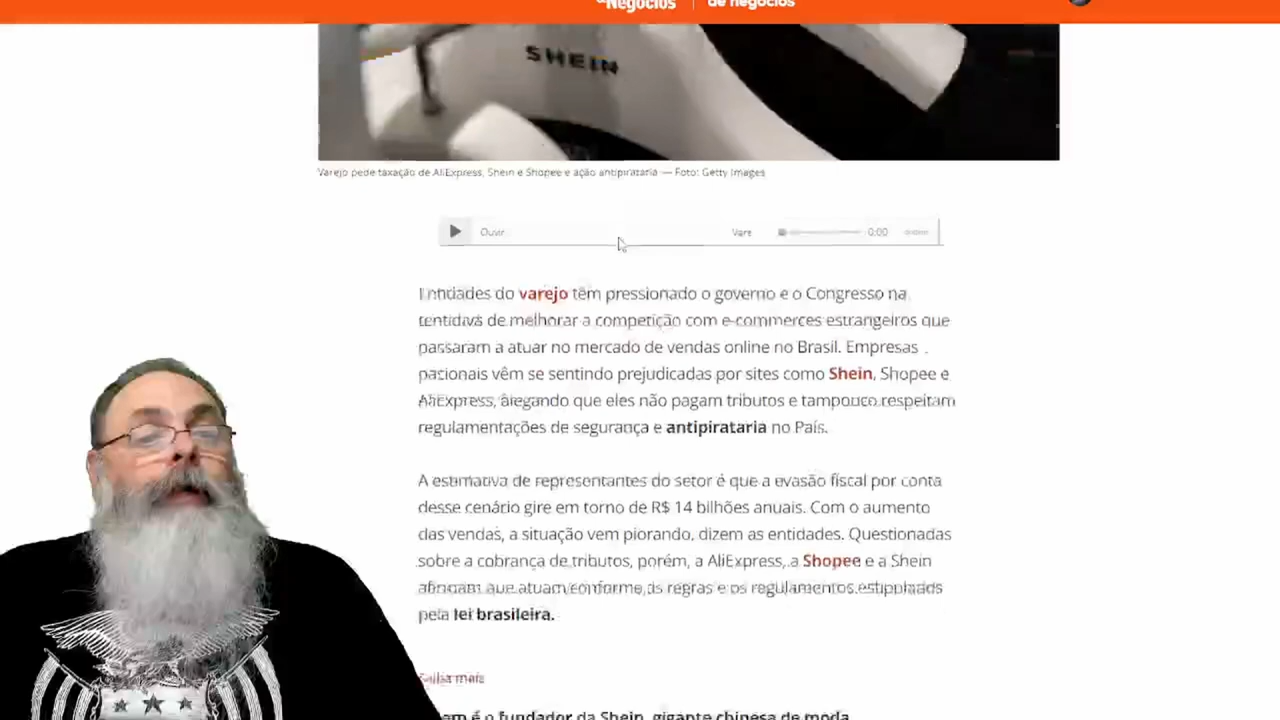 Negócios
de negócios
SHEIN
Varejo pede taxação de AliExpress, Shein e Shopee e ação antipirataria — Foto: Getty Images
Ouvir
Vare
0:00
Entidades do varejo têm pressionado o governo e o Congresso na
tentativa de melhorar a competição com e-commerces estrangeiros que
passaram a atuar no mercado de vendas online no Brasil. Empresas
nacionais vêm se sentindo prejudicadas por sites como Shein, Shopee e
AliExpress, alegando que eles não pagam tributos e tampouco respeitam
regulamentações de segurança e antipirataria no País.
A estimativa de representantes do setor é que a evasão fiscal por conta
desse cenário gire em torno de R$ 14 bilhões anuais. Com o aumento
das vendas, a situação vem piorando, dizem as entidades. Questionadas
sobre a cobrança de tributos, porém, a AliExpress, a Shopee e a Shein
afirmam que atuam conforme as regras e os regulamentos estipulados
pela lei brasileira.
Saiba mais
em é o fundador da Shein, gigante chinesa de moda